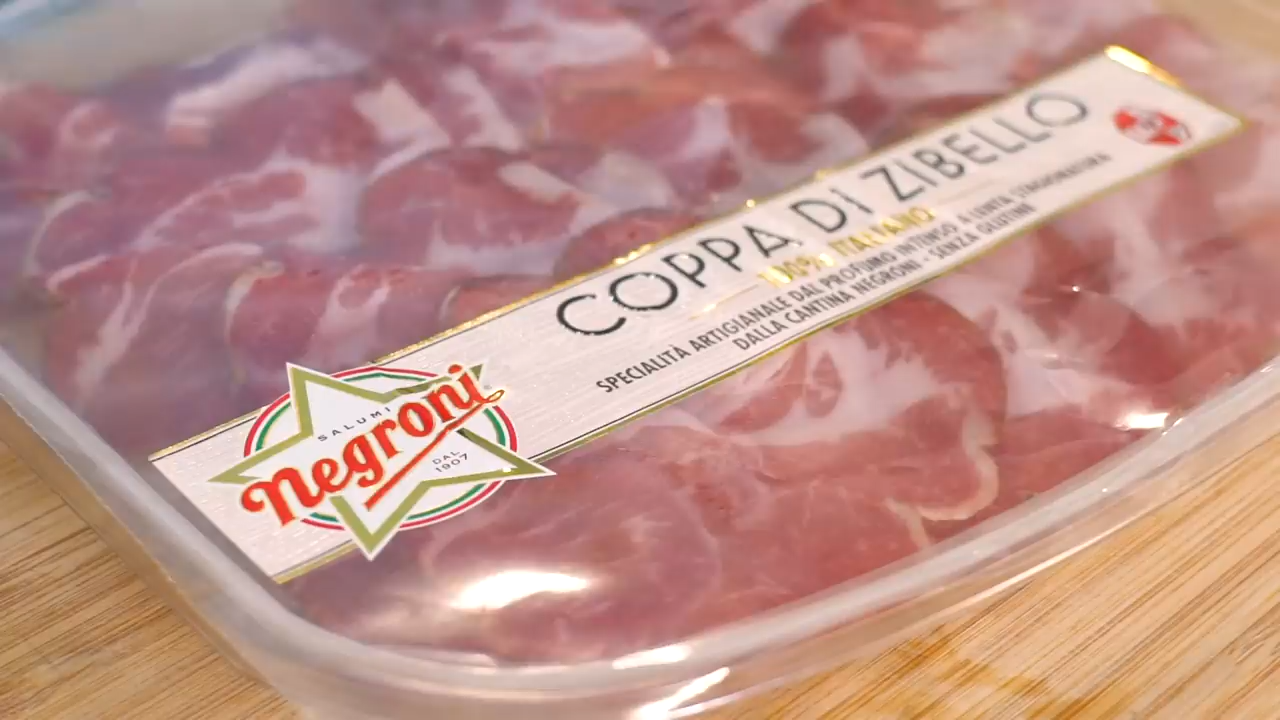 COPPA DI ZIBELLO
100% ITALIANO
SPECIALITÀ ARTIGIANALE DAL PROFUMO INTENSO A LENTA STAGIONATURA
DALLA CANTINA NEGRONI - SENZA GLUTINE
SALUMI
negroni
DAL
1907